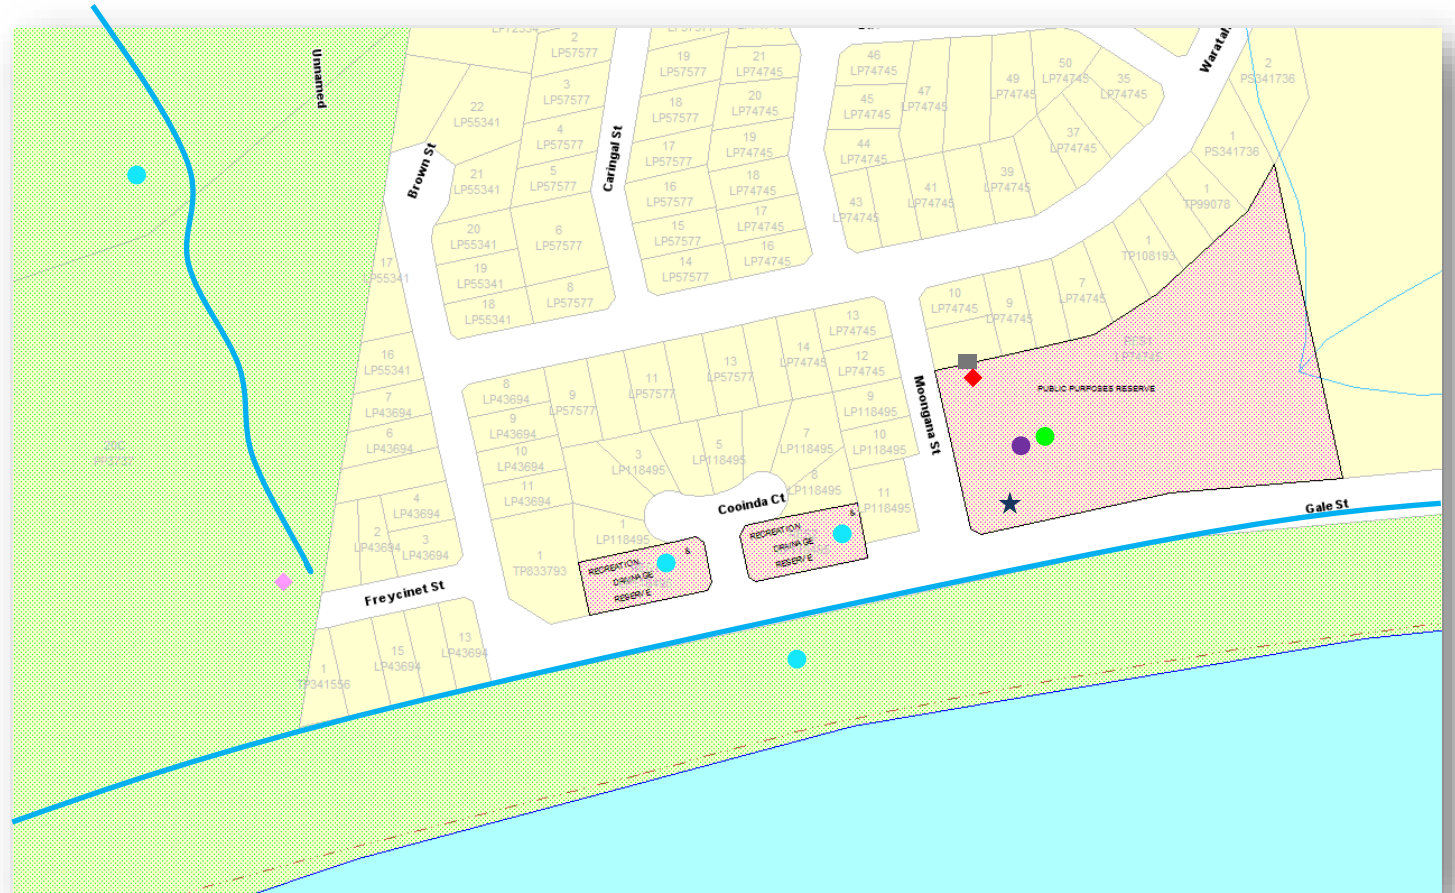 2
LP57577
19
21
LP74745
46
LP74745
50
LP74745
35
LP74745
49
LP74745
47
LP74745
2
PS341736
Waratah
Unnamed
22
LP55341
3
LP57577
18
LP57577
20
LP74745
45
LP74745
4
LP57577
17
LP57577
19
LP74745
44
LP74745
37
LP74745
1
PS341736
Brown St
Caringal St
21
LP55341
5
LP57577
16
LP57577
18
LP74745
43
LP74745
41
LP74745
39
LP74745
1
TP99078
20
LP55341
6
LP57577
15
LP57577
17
LP74745
16
LP74745
1
TP108193
17
LP55341
19
LP55341
14
LP57577
18
LP55341
8
LP57577
10
LP74745
9
LP74745
7
LP74745
13
LP74745
16
LP55341
14
LP74745
12
LP74745
13
LP57577
11
LP57577
9
LP57577
8
LP43694
7
LP43694
9
LP43694
10
LP43694
11
LP43694
6
LP43694
9
LP118495
10
LP118495
11
LP118495
3
LP118495
5
LP118495
7
LP118495
8
LP118495
Moongana St
PUBLIC PURPOSES RESERVE
20C
PP3737
4
LP43694
2
LP43694
3
LP43694
1
TP833793
1
LP118495
Cooinda Ct
RECREATION &
DRAINAGE
RESERVE
RECREATION &
DRAINAGE
RESERVE
Gale St
Freycinet St
1
TP341556
15
LP43694
13
LP43694